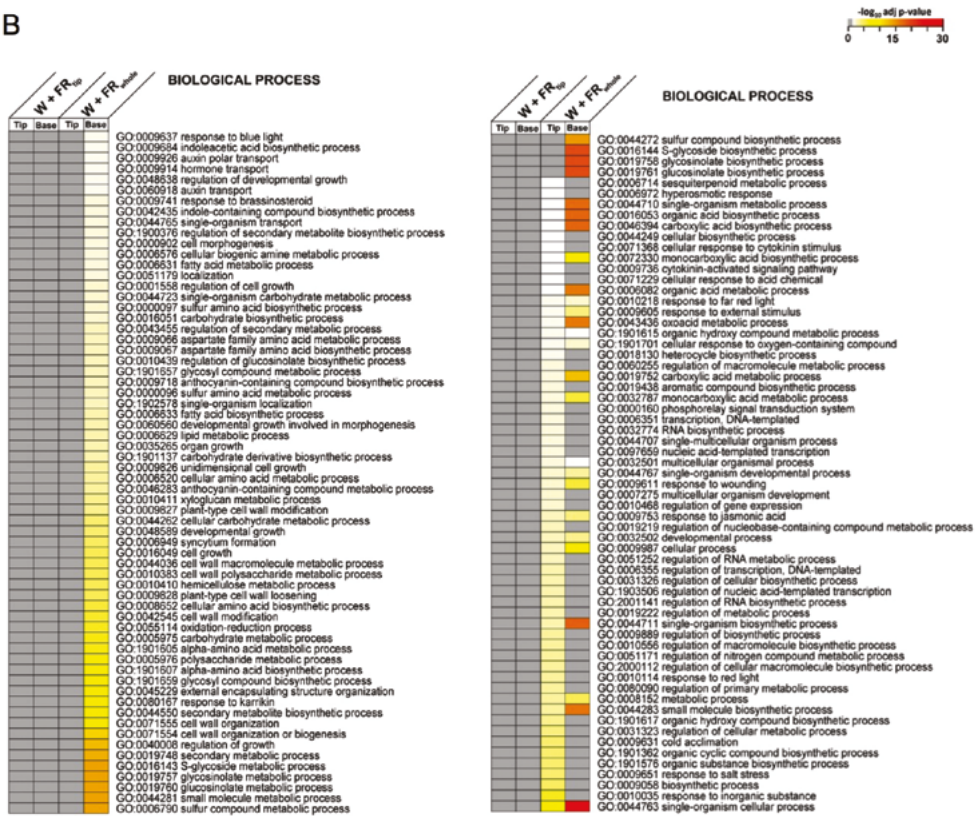 B
-log10 adj p-value
0 15 30
W + FRTip
W + FRwhole
BIOLOGICAL PROCESS
Tip Base Tip Base
GO:0009637 response to blue light
GO:0009684 indoleacetic acid biosynthetic process
GO:0009926 auxin polar transport
GO:0009914 hormone transport
GO:0048638 regulation of developmental growth
GO:0060918 auxin transport
GO:0009741 response to brassinosteroid
GO:0042435 indole-containing compound biosynthetic process
GO:0044765 single-organism transport
GO:1900376 regulation of secondary metabolite biosynthetic process
GO:0000902 cell morphogenesis
GO:0006576 cellular biogenic amine metabolic process
GO:0006631 fatty acid metabolic process
GO:0051179 localization
GO:0001558 regulation of cell growth
GO:0044723 single-organism carbohydrate metabolic process
GO:0000097 sulfur amino acid biosynthetic process
GO:0016051 carbohydrate biosynthetic process
GO:0043455 regulation of secondary metabolic process
GO:0009066 aspartate family amino acid metabolic process
GO:0009067 aspartate family amino acid biosynthetic process
GO:0010439 regulation of glucosinolate biosynthetic process
GO:1901657 glycosyl compound metabolic process
GO:0009718 anthocyanin-containing compound biosynthetic process
GO:0000096 sulfur amino acid metabolic process
GO:1902578 single-organism localization
GO:0006633 fatty acid biosynthetic process
GO:0060560 developmental growth involved in morphogenesis
GO:0006629 lipid metabolic process
GO:0035265 organ growth
GO:1901137 carbohydrate derivative biosynthetic process
GO:0009826 unidimensional cell growth
GO:0006520 cellular amino acid metabolic process
GO:0046283 anthocyanin-containing compound metabolic process
GO:0010411 xyloglucan metabolic process
GO:0009827 plant-type cell wall modification
GO:0044262 cellular carbohydrate metabolic process
GO:0048589 developmental growth
GO:0006949 syncytium formation
GO:0016049 cell growth
GO:0044036 cell wall macromolecule metabolic process
GO:0010383 cell wall polysaccharide metabolic process
GO:0010410 hemicellulose metabolic process
GO:0009828 plant-type cell wall loosening
GO:0008652 cellular amino acid biosynthetic process
GO:0042545 cell wall modification
GO:0055114 oxidation-reduction process
GO:0005975 carbohydrate metabolic process
GO:1901605 alpha-amino acid metabolic process
GO:0005976 polysaccharide metabolic process
GO:1901607 alpha-amino acid biosynthetic process
GO:1901659 glycosyl compound biosynthetic process
GO:0045229 external encapsulating structure organization
GO:0080167 response to karrikin
GO:0044550 secondary metabolite biosynthetic process
GO:0071555 cell wall organization
GO:0071554 cell wall organization or biogenesis
GO:0040008 regulation of growth
GO:0019748 secondary metabolic process
GO:0016143 S-glycoside metabolic process
GO:0019757 glycosinolate metabolic process
GO:0019760 glucosinolate metabolic process
GO:0044281 small molecule metabolic process
GO:0006790 sulfur compound metabolic process
W + FRTip
W + FRwhole
BIOLOGICAL PROCESS
Tip Base Tip Base
GO:0044272 sulfur compound biosynthetic process
GO:0016144 S-glycoside biosynthetic process
GO:0019758 glycosinolate biosynthetic process
GO:0019761 glucosinolate biosynthetic process
GO:0006714 sesquiterpenoid metabolic process
GO:0006972 hyperosmotic response
GO:0044710 single-organism metabolic process
GO:0016053 organic acid biosynthetic process
GO:0046394 carboxylic acid biosynthetic process
GO:0044249 cellular biosynthetic process
GO:0071368 cellular response to cytokinin stimulus
GO:0072330 monocarboxylic acid biosynthetic process
GO:0009736 cytokinin-activated signaling pathway
GO:0071229 cellular response to acid chemical
GO:0006082 organic acid metabolic process
GO:0010218 response to far red light
GO:0009605 response to external stimulus
GO:0043436 oxoacid metabolic process
GO:1901615 organic hydroxy compound metabolic process
GO:1901701 cellular response to oxygen-containing compound
GO:0018130 heterocycle biosynthetic process
GO:0060255 regulation of macromolecule metabolic process
GO:0019752 carboxylic acid metabolic process
GO:0019438 aromatic compound biosynthetic process
GO:0032787 monocarboxylic acid metabolic process
GO:0000160 phosphorelay signal transduction system
GO:0006351 transcription, DNA-templated
GO:0032774 RNA biosynthetic process
GO:0044707 single-multicellular organism process
GO:0097659 nucleic acid-templated transcription
GO:0032501 multicellular organismal process
GO:0044767 single-organism developmental process
GO:0009611 response to wounding
GO:0007275 multicellular organism development
GO:0010468 regulation of gene expression
GO:0009753 response to jasmonic acid
GO:0019219 regulation of nucleobase-containing compound metabolic process
GO:0032502 developmental process
GO:0009987 cellular process
GO:0051252 regulation of RNA metabolic process
GO:0006355 regulation of transcription, DNA-templated
GO:0031326 regulation of cellular biosynthetic process
GO:1903506 regulation of nucleic acid-templated transcription
GO:2001141 regulation of RNA biosynthetic process
GO:0019222 regulation of metabolic process
GO:0044711 single-organism biosynthetic process
GO:0009889 regulation of biosynthetic process
GO:0010556 regulation of macromolecule biosynthetic process
GO:0051171 regulation of nitrogen compound metabolic process
GO:2000112 regulation of cellular macromolecule biosynthetic process
GO:0010114 response to red light
GO:0080090 regulation of primary metabolic process
GO:0008152 metabolic process
GO:0044283 small molecule biosynthetic process
GO:1901617 organic hydroxy compound biosynthetic process
GO:0031323 regulation of cellular metabolic process
GO:0009631 cold acclimation
GO:1901362 organic cyclic compound biosynthetic process
GO:1901576 organic substance biosynthetic process
GO:0009651 response to salt stress
GO:0009058 biosynthetic process
GO:0010035 response to inorganic substance
GO:0044763 single-organism cellular process